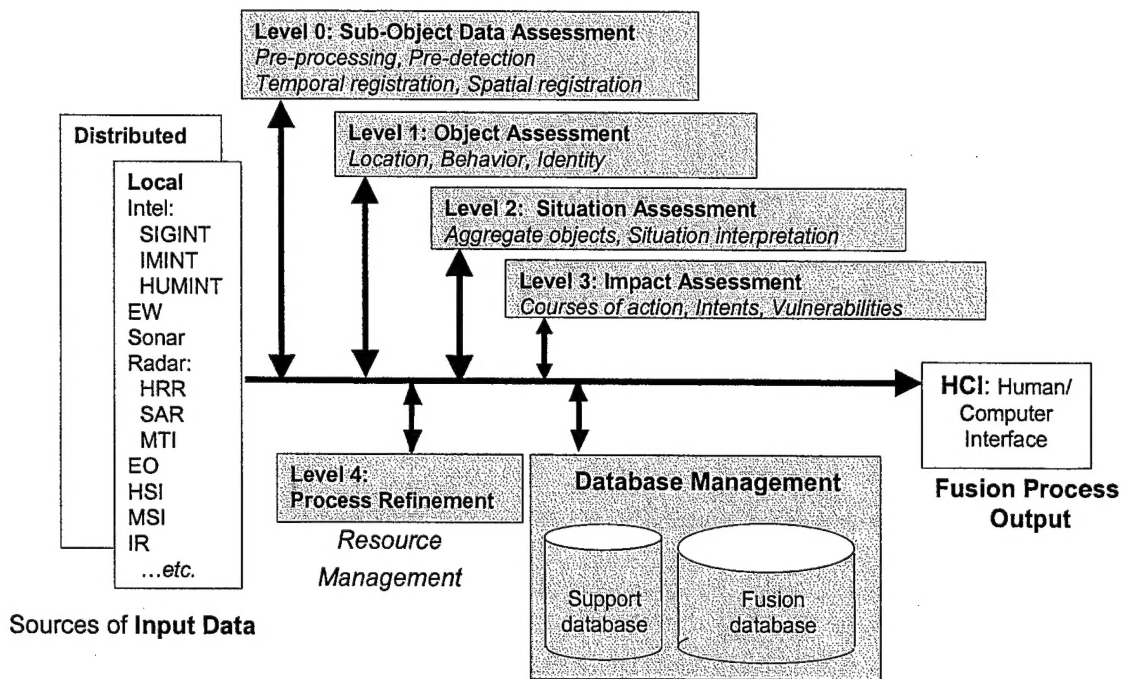 Level 0: Sub-Object Data Assessment
Pre-processing, Pre-detection
Temporal registration, Spatial registration
Level 1: Object Assessment
Location, Behavior, Identity
Level 2: Situation Assessment
Aggregate objects, Situation interpretation
Level 3: Impact Assessment
Courses of action, Intents, Vulnerabilities
Distributed
Local
Intel:
SIGINT
IMINT
HUMINT
EW
Sonar
Radar:
HRR
SAR
MTI
EO
HSI
MSI
IR
...etc.
Sources of Input Data
Level 4:
Process Refinement
Resource
Management
Database Management
Support
database
Fusion
database
HCI: Human/
Computer
Interface
Fusion Process
Output